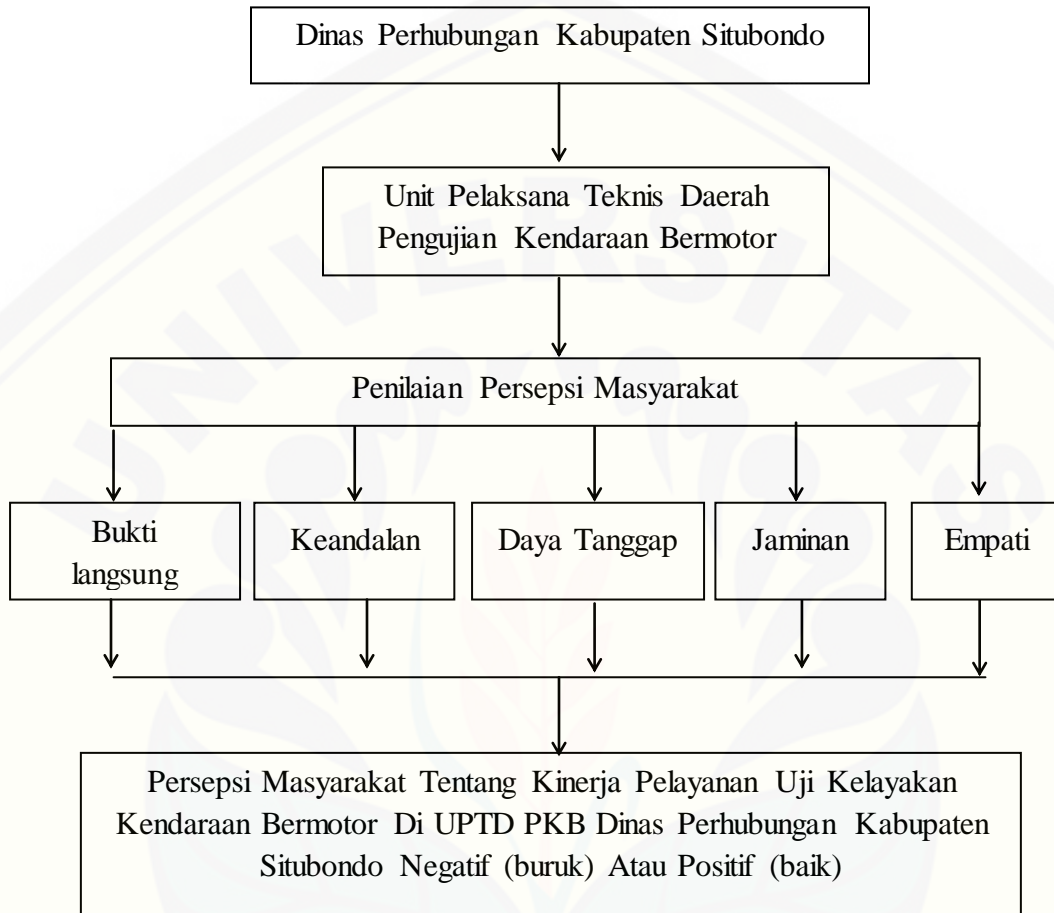 Dinas Perhubungan Kabupaten Situbondo
Unit Pelaksana Teknis Daerah
Pengujian Kendaraan Bermotor
UNIVERSITAS
Penilaian Persepsi Masyarakat
Bukti
langsung
Keandalan
Daya Tanggap
Jaminan
Empati
Persepsi Masyarakat Tentang Kinerja Pelayanan Uji Kelayakan
Kendaraan Bermotor Di UPTD PKB Dinas Perhubungan Kabupaten
Situbondo Negatif (buruk) Atau Positif (baik)